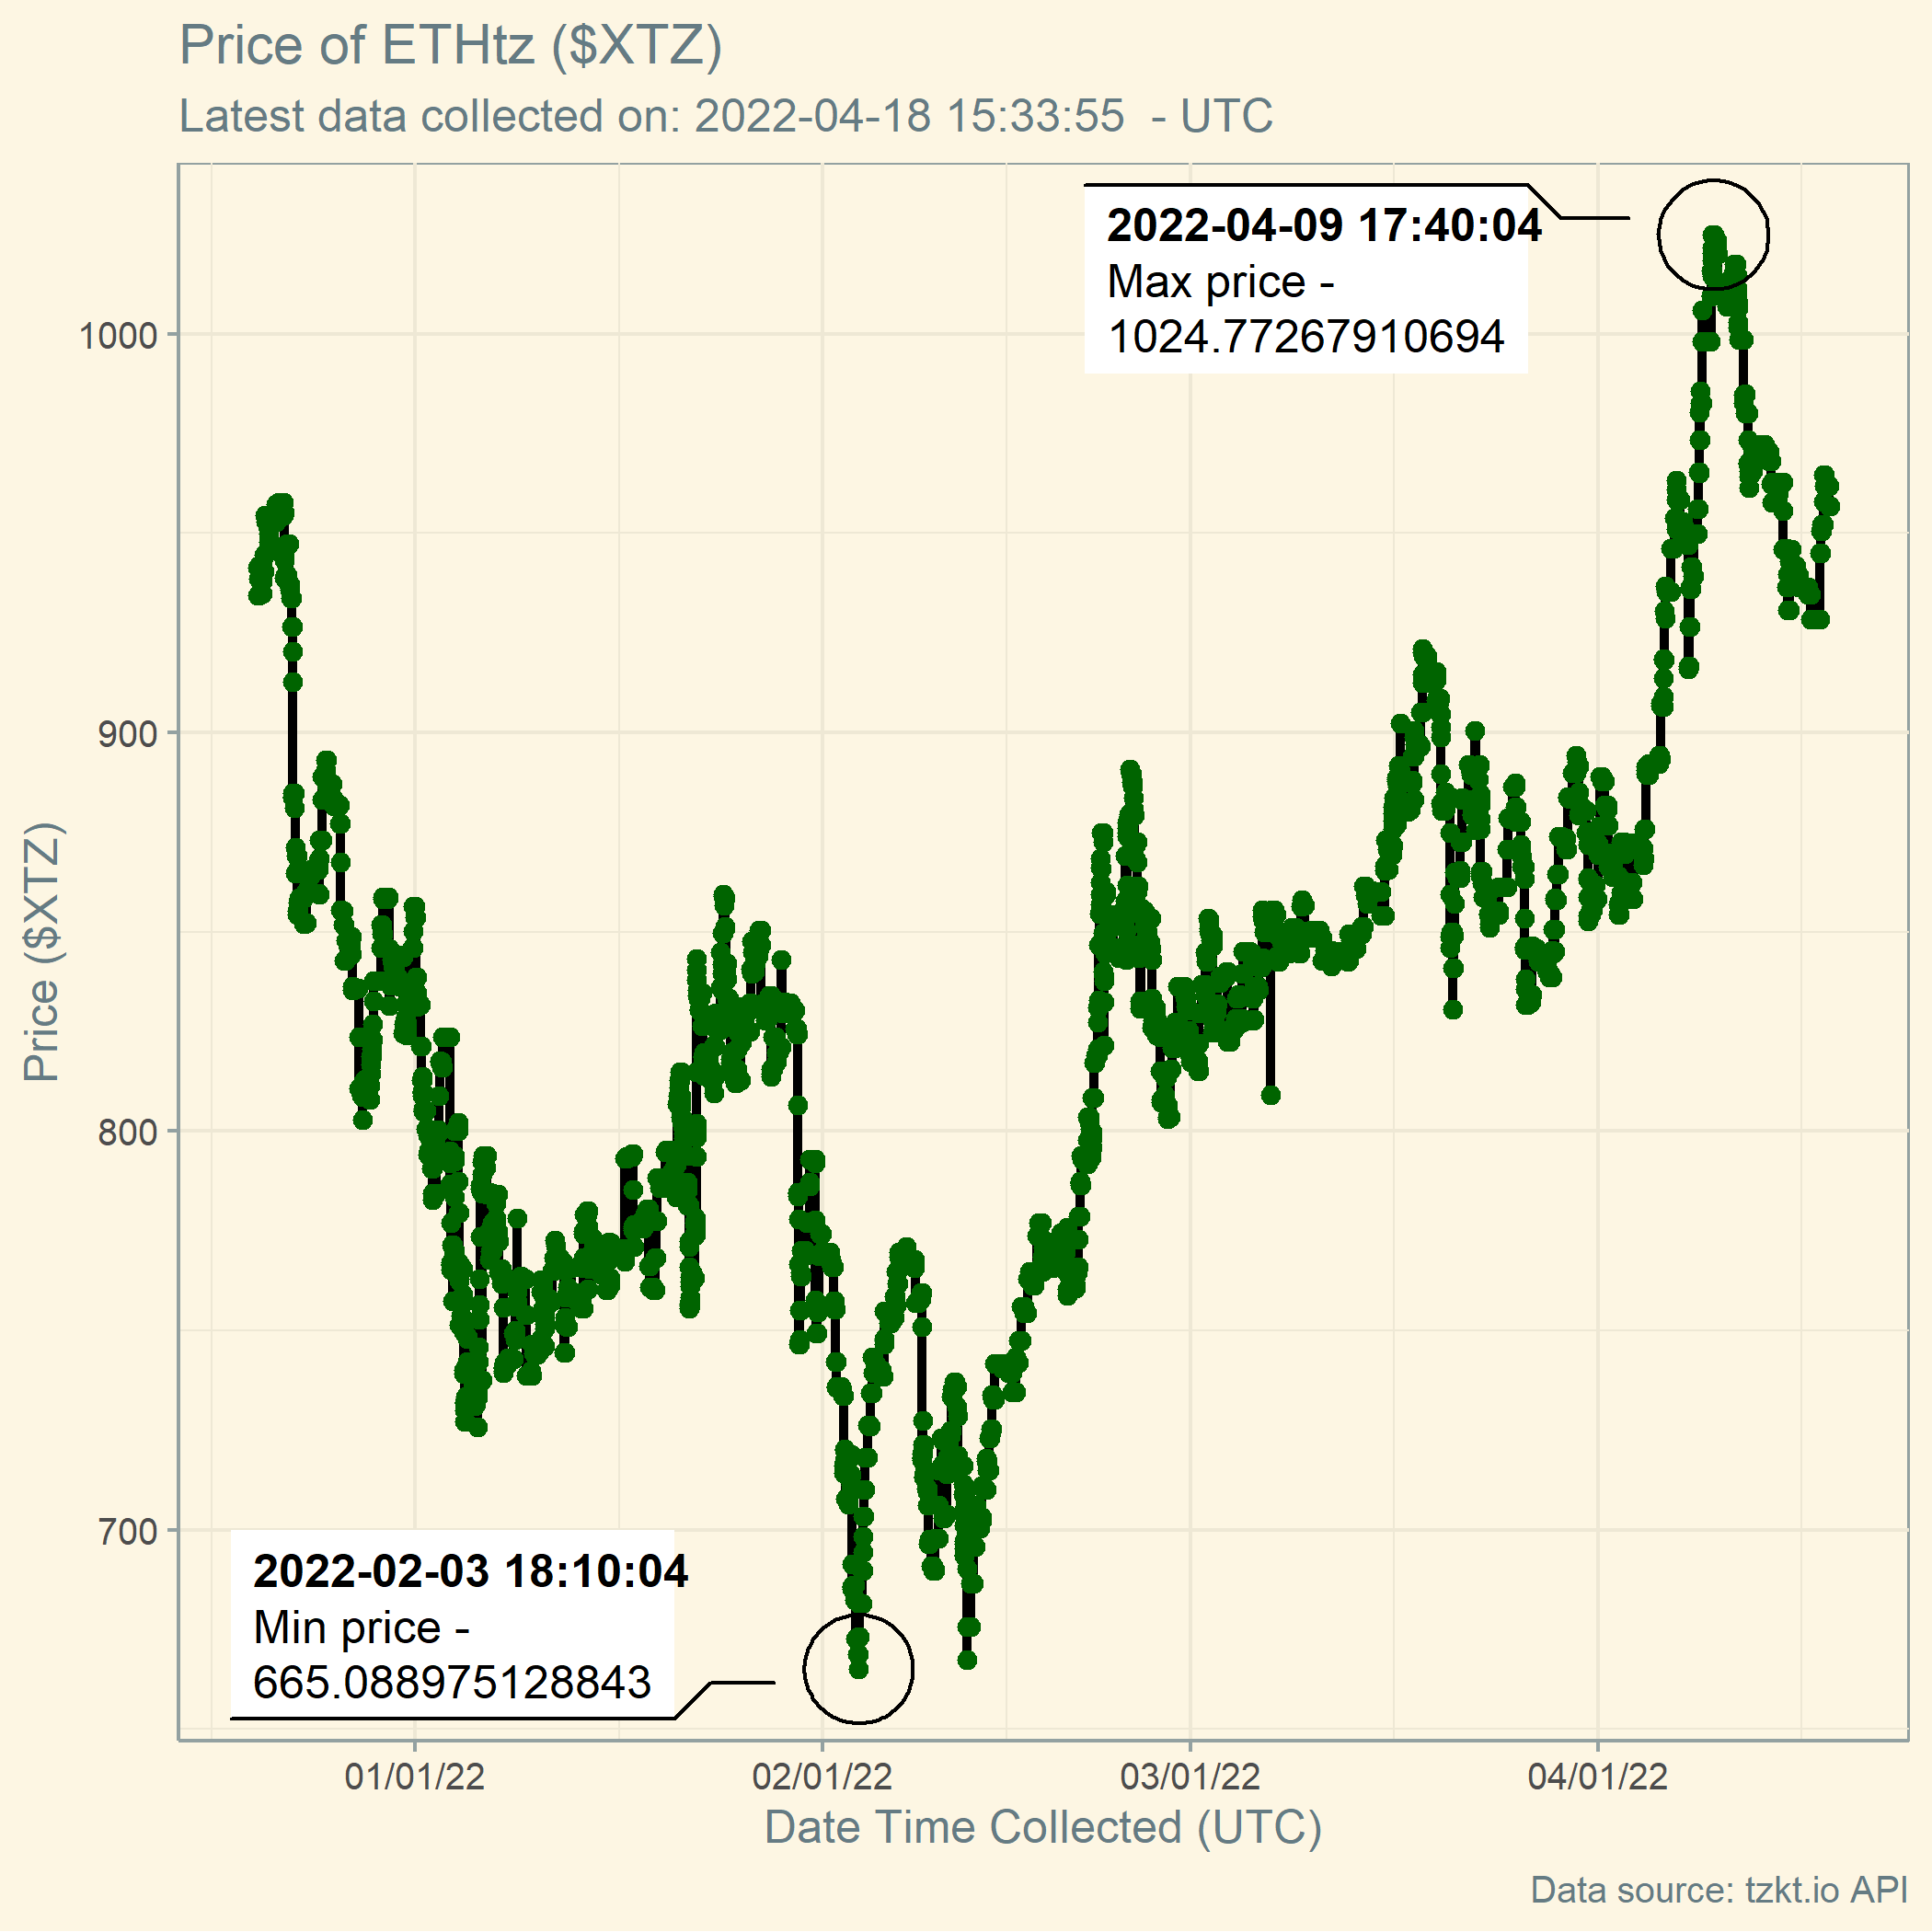 Price of ETHtz ($XTZ)
Latest data collected on: 2022-04-18 15:33:55  - UTC
2022-04-09 17:40:04
Max price -
1024.77267910694
1000
900
800
700
Price ($XTZ)
2022-02-03 18:10:04
Min price -
665.088975128843
01/01/22
02/01/22
03/01/22
04/01/22
Date Time Collected (UTC)
Data source: tzkt.io API